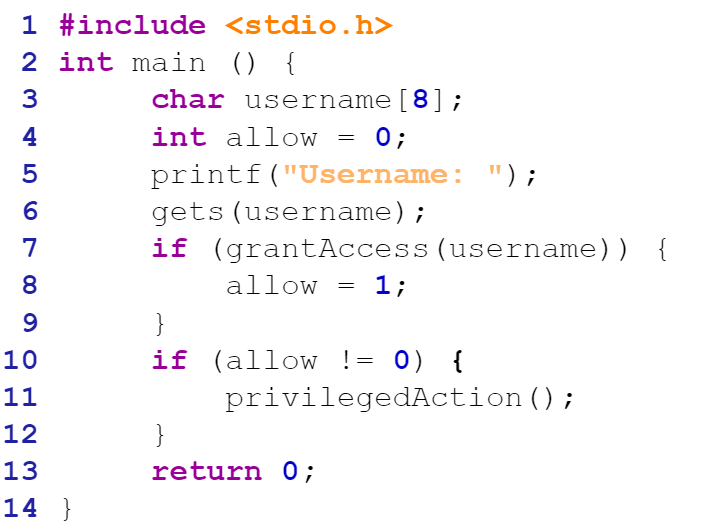 1 #include <stdio.h>
2 int main () {
3 char username[8];
4 int allow = 0;
5 printf("Username: ");
6 gets(username);
7 if (grantAccess(username)) {
8 allow = 1;
9 }
10 if (allow != 0) {
11 privilegedAction();
12 }
13 return 0;
14 }